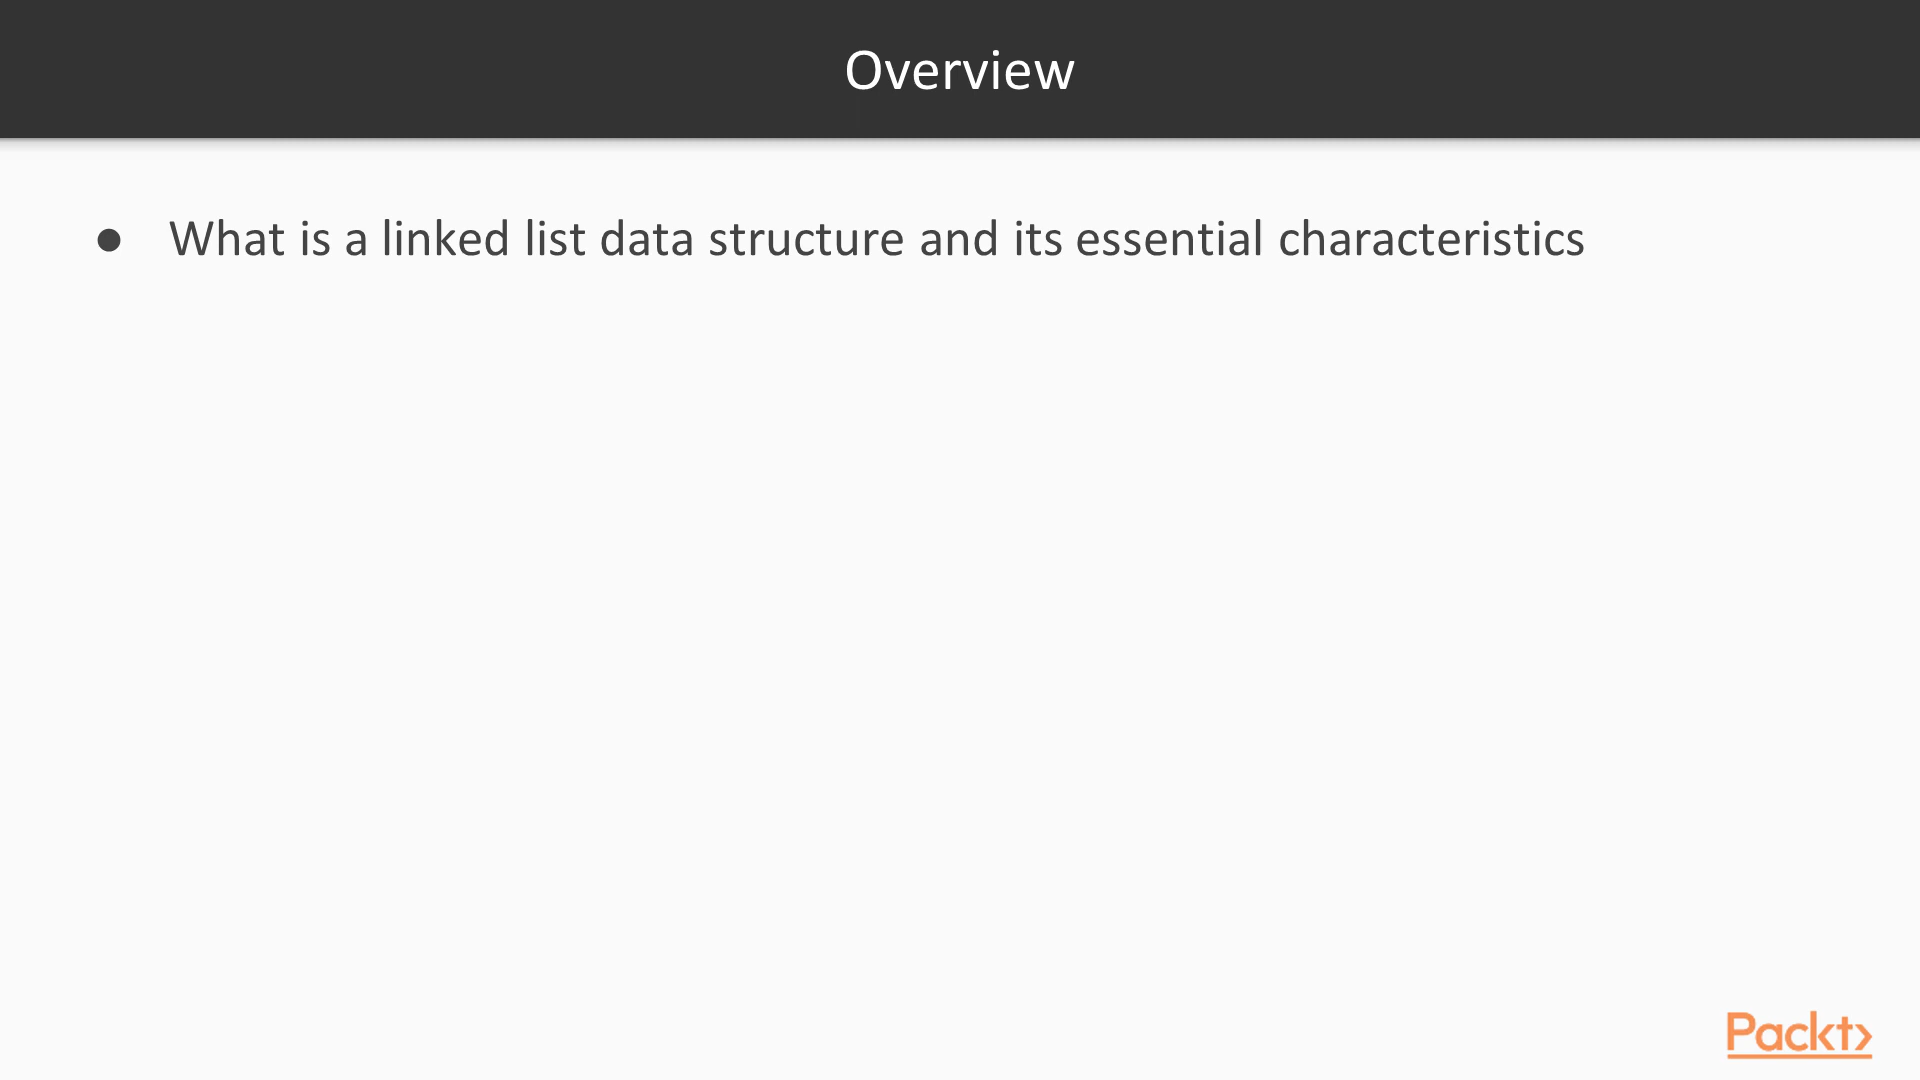 Overview
● What is a linked list data structure and its essential characteristics
Packt>